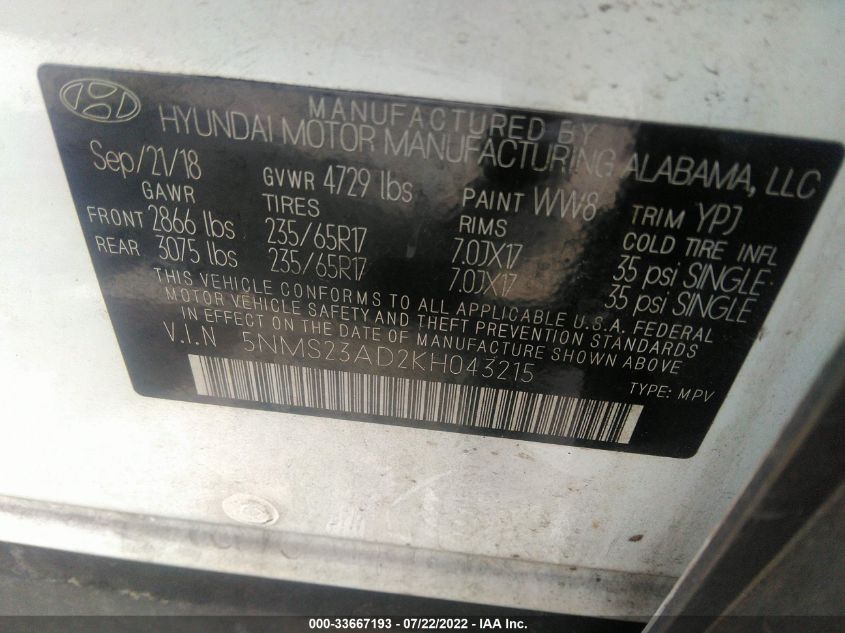 MANUFACTURED BY
HYUNDAI MOTOR MANUFACTURING ALABAMA, LLC
Sep/21/18 GVWR 4729 lbs PAINT WW8 TRIM YPJ
GAWR TIRES RIMS COLD TIRE INFL
FRONT 2866 lbs 235/65R17 7.0JX17 35 psi SINGLE
REAR 3075 lbs 235/65R17 7.0JX17 35 psi SINGLE
THIS VEHICLE CONFORMS TO ALL APPLICABLE U.S.A. FEDERAL
MOTOR VEHICLE SAFETY AND THEFT PREVENTION STANDARDS
IN EFFECT ON THE DATE OF MANUFACTURE SHOWN ABOVE
V.I.N 5NMS23AD2KH043215
TYPE: MPV
000-33667193 - 07/22/2022 - IAA Inc.